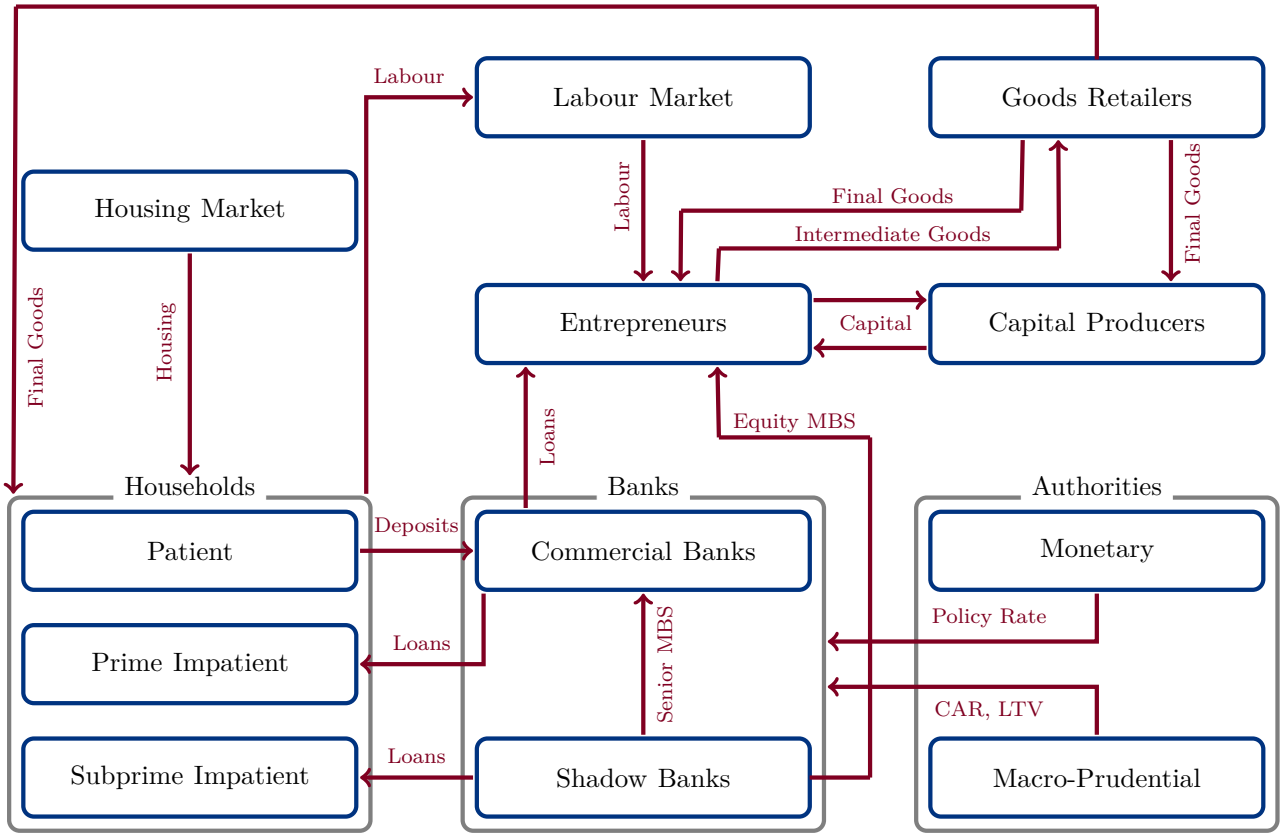 Labour
Labour Market
Goods Retailers
Labour
Final Goods
Housing Market
Final Goods
Intermediate Goods
Final Goods
Housing
Entrepreneurs
Capital
Capital Producers
Loans
Equity MBS
Households
Banks
Authorities
Patient
Deposits
Commercial Banks
Monetary
Policy Rate
Prime Impatient
Loans
Senior MBS
CAR, LTV
Subprime Impatient
Loans
Shadow Banks
Macro-Prudential